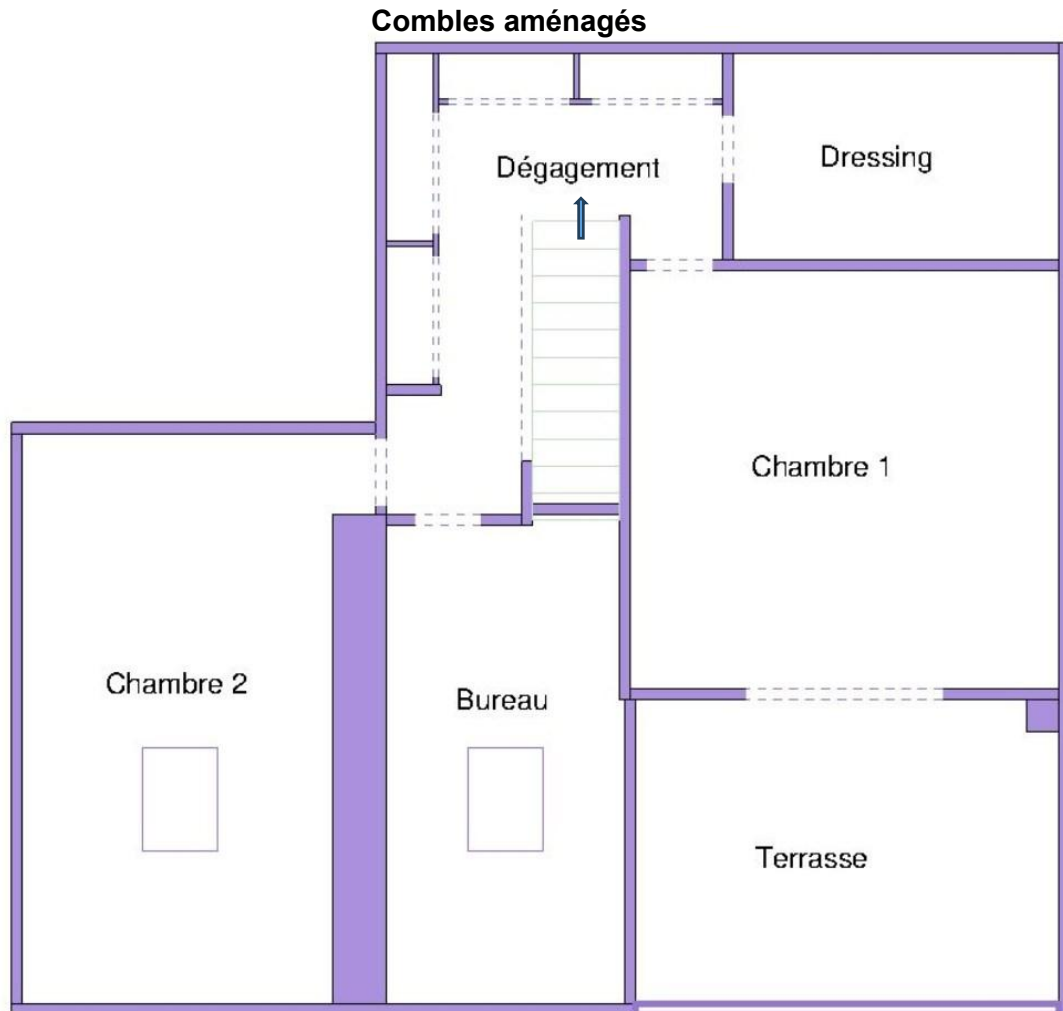 Combles aménagés
Dressing
Dégagement
Chambre 1
Chambre 2
Bureau
Terrasse